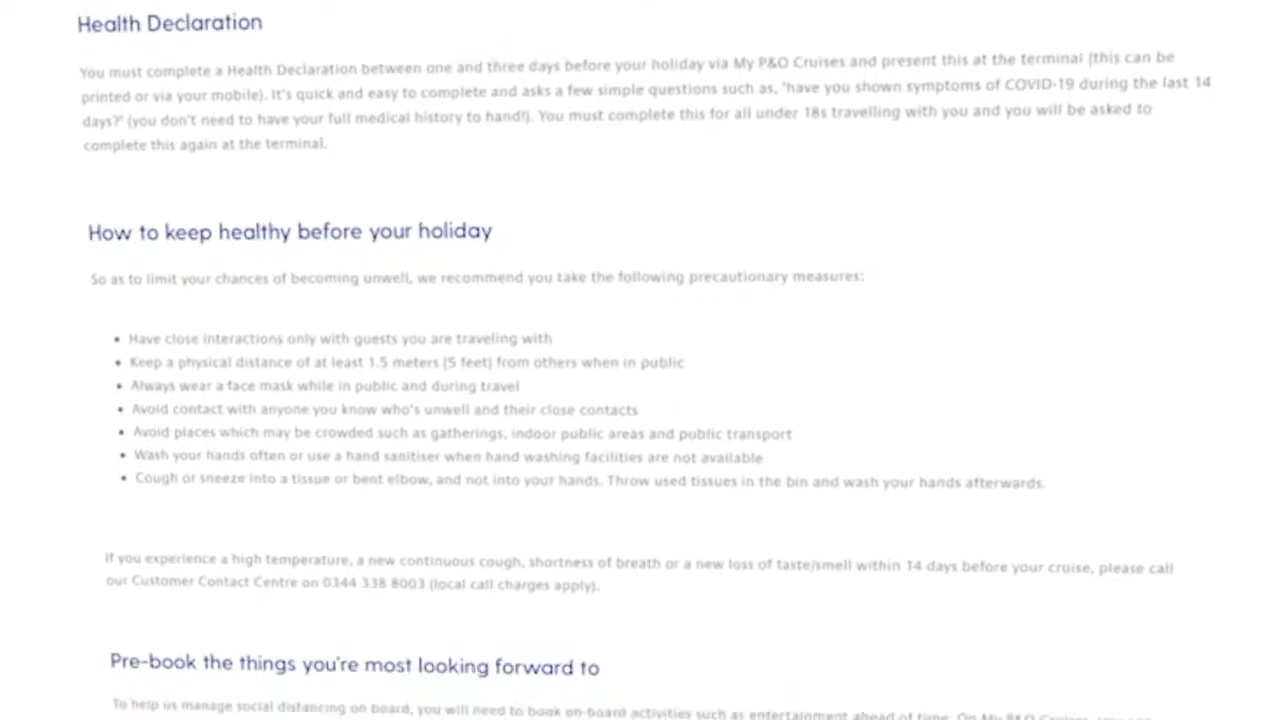 Health Declaration
You must complete a Health Declaration between one and three days before your holiday via My P&O Cruises and present this at the terminal (this can be
printed or via your mobile). It's quick and easy to complete and asks a few simple questions such as, 'have you shown symptoms of COVID-19 during the last 14
days?' (you don't need to have your full medical history to hand!). You must complete this for all under 18s travelling with you and you will be asked to
complete this again at the terminal.
How to keep healthy before your holiday
So as to limit your chances of becoming unwell, we recommend you take the following precautionary measures:
• Have close interactions only with guests you are traveling with
• Keep a physical distance of at least 1.5 meters (5 feet) from others when in public
• Always wear a face mask while in public and during travel
• Avoid contact with anyone you know who's unwell and their close contacts
• Avoid places which may be crowded such as gatherings, indoor public areas and public transport
• Wash your hands often or use a hand sanitiser when hand washing facilities are not available
• Cough or sneeze into a tissue or bent elbow, and not into your hands. Throw used tissues in the bin and wash your hands afterwards.
If you experience a high temperature, a new continuous cough, shortness of breath or a new loss of taste/smell within 14 days before your cruise, please call
our Customer Contact Centre on 0344 338 8003 (local call charges apply).
Pre-book the things you're most looking forward to
To help us manage social distancing on board, you will need to book on-board activities such as entertainment ahead of time. On My P&O Cruises